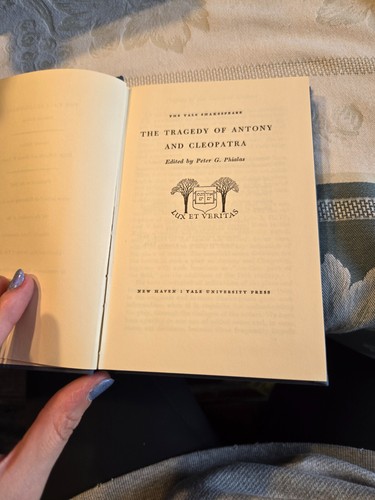 THE YALE SHAKESPEARE
THE TRAGEDY OF ANTONY
AND CLEOPATRA
Edited by Peter G. Phialas
LUX ET VERITAS
NEW HAVEN : YALE UNIVERSITY PRESS